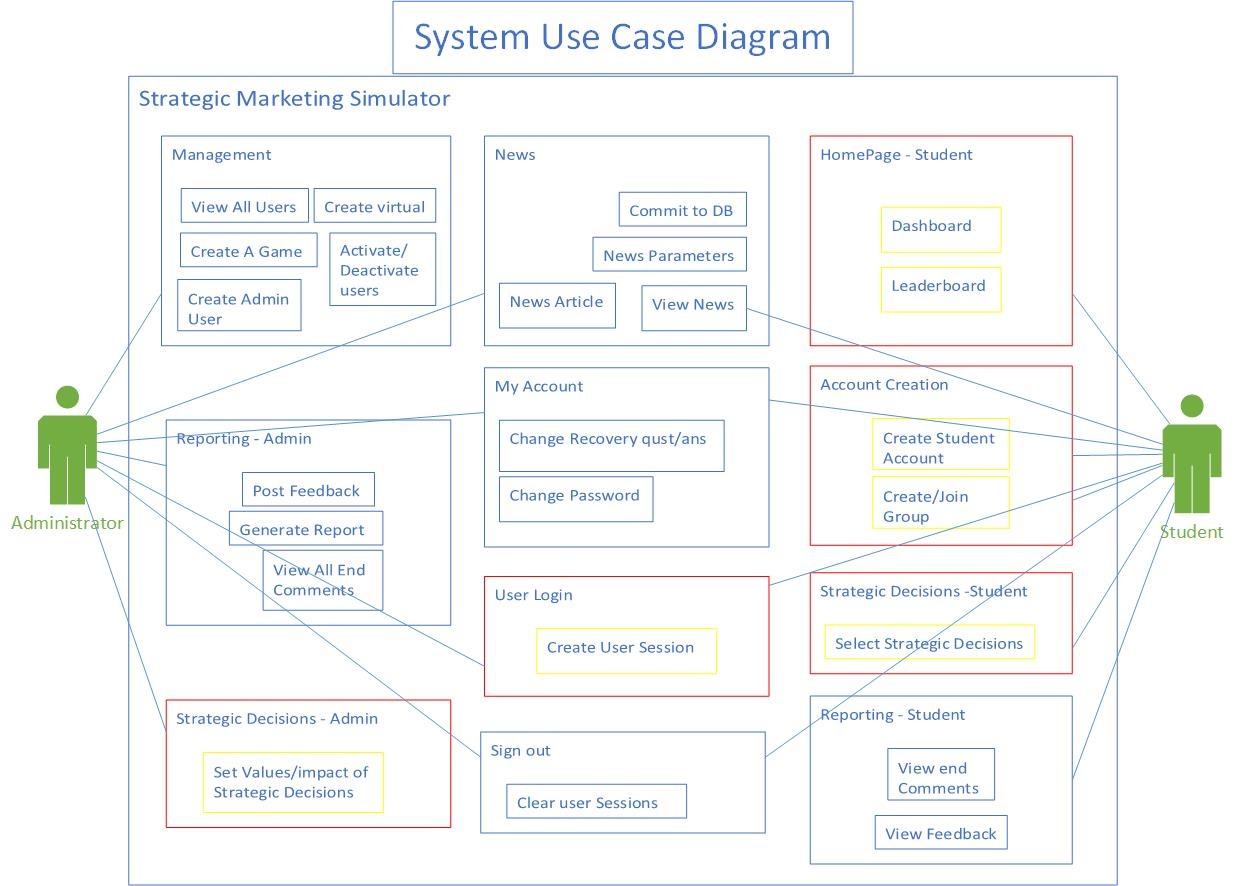 System Use Case Diagram
Strategic Marketing Simulator
Management
View All Users
Create virtual
Create A Game
Activate/
Deactivate
users
Create Admin
User
News
Commit to DB
News Parameters
News Article
View News
HomePage - Student
Dashboard
Leaderboard
My Account
Change Recovery qust/ans
Change Password
Account Creation
Create Student
Account
Create/Join
Group
Administrator
Student
Reporting - Admin
Post Feedback
Generate Report
View All End
Comments
User Login
Create User Session
Strategic Decisions -Student
Select Strategic Decisions
Strategic Decisions - Admin
Set Values/impact of
Strategic Decisions
Sign out
Clear user Sessions
Reporting - Student
View end
Comments
View Feedback